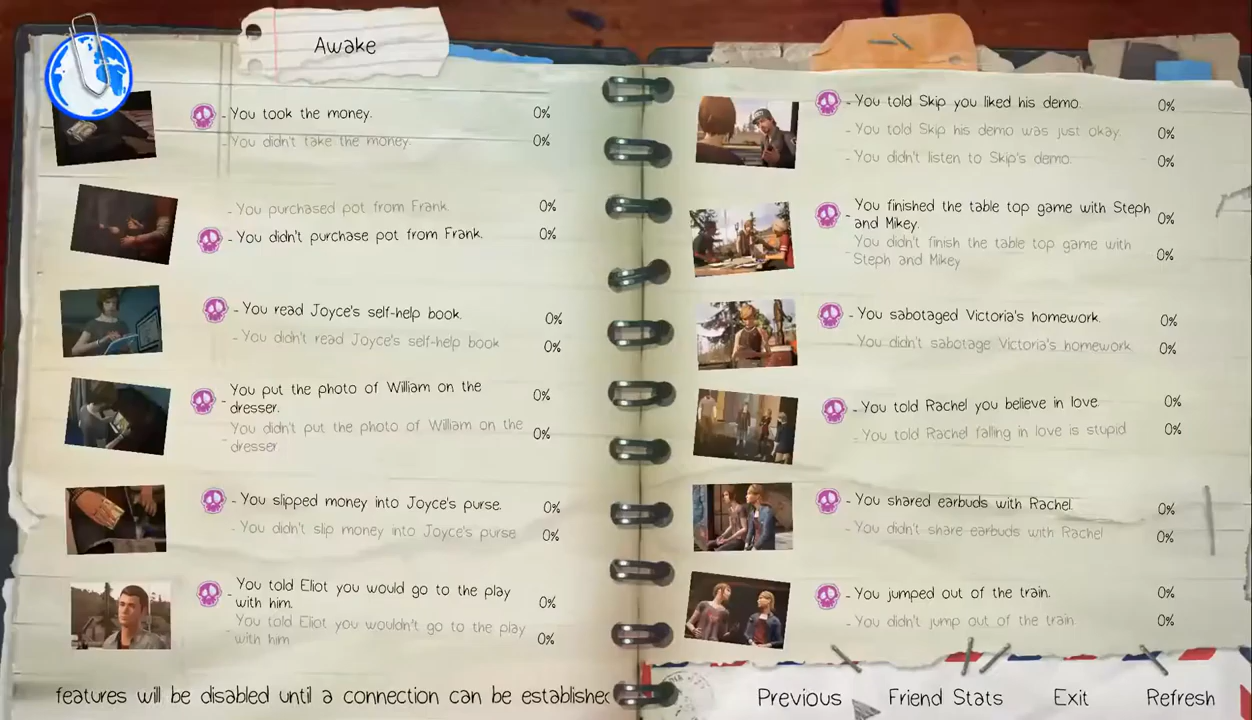 Awake
- You took the money. 0%
- You didn't take the money. 0%
- You purchased pot from Frank. 0%
- You didn't purchase pot from Frank. 0%
- You read Joyce's self-help book. 0%
- You didn't read Joyce's self-help book 0%
- You put the photo of William on the
dresser. 0%
- You didn't put the photo of William on the
dresser 0%
- You slipped money into Joyce's purse. 0%
- You didn't slip money into Joyce's purse 0%
- You told Eliot you would go to the play
with him. 0%
- You told Eliot you wouldn't go to the play
with him 0%
- You told Skip you liked his demo. 0%
- You told Skip his demo was just okay. 0%
- You didn't listen to Skip's demo. 0%
- You finished the table top game with Steph
and Mikey. 0%
- You didn't finish the table top game with
Steph and Mikey 0%
- You sabotaged Victoria's homework. 0%
- You didn't sabotage Victoria's homework. 0%
- You told Rachel you believe in love. 0%
- You told Rachel falling in love is stupid 0%
- You shared earbuds with Rachel. 0%
- You didn't share earbuds with Rachel 0%
- You jumped out of the train. 0%
- You didn't jump out of the train. 0%
features will be disabled until a connection can be established
Previous Friend Stats Exit Refresh